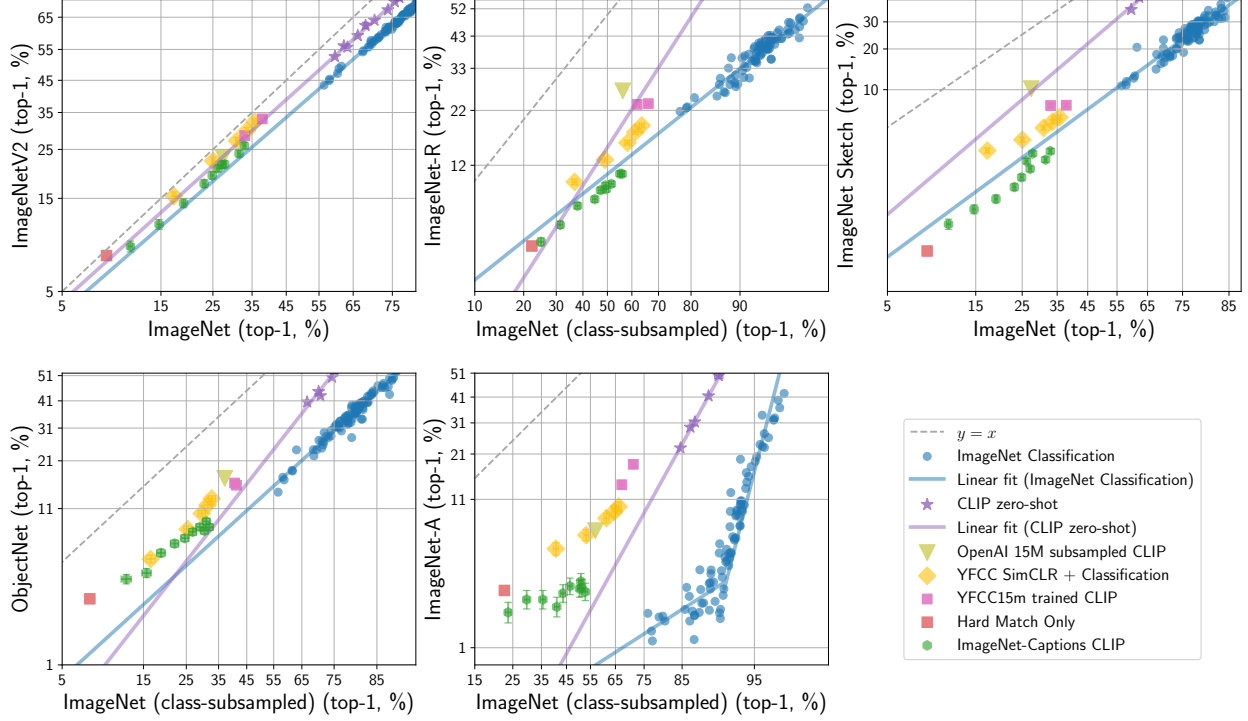 65
55
45
35
25
15
5
5 15 25 35 45 55 65 75
ImageNetV2 (top-1, %)
ImageNet (top-1, %)
52
43
33
22
12
10 20 30 40 50 60 70 90
ImageNet-R (top-1, %)
ImageNet (class-subsampled) (top-1, %)
30
20
10
5 15 25 35 45 55 65 75 85
ImageNet Sketch (top-1, %)
ImageNet (top-1, %)
51
41
31
21
11
1
15 25 35 45 55 65 75 85
ObjectNet (top-1, %)
ImageNet (class-subsampled) (top-1, %)
51
41
31
21
11
1
15 25 35 45 55 65 75 85 95
ImageNet-A (top-1, %)
ImageNet (class-subsampled) (top-1, %)
y = x
ImageNet Classification
Linear fit (ImageNet Classification)
CLIP zero-shot
Linear fit (CLIP zero-shot)
OpenAI 15M subsampled CLIP
YFCC SimCLR + Classification
YFCC15m trained CLIP
Hard Match Only
ImageNet-Captions CLIP